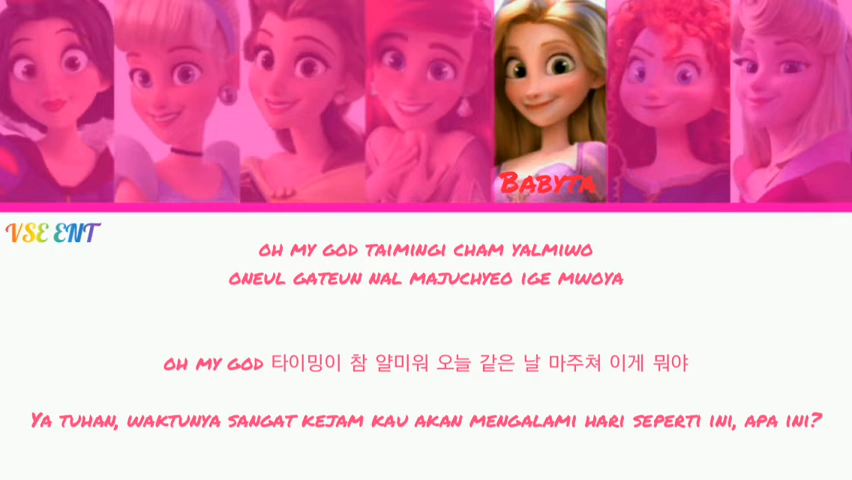 Babyta
VSE ENT
OH MY GOD TAIMINGI CHAM YALMIWO
ONEUL GATEUN NAL MAJUCHYEO IGE MWOYA
OH MY GOD 타이밍이 참 얄미워 오늘 같은 날 마주쳐 이게 뭐야
YA TUHAN, WAKTUNYA SANGAT KEJAM KAU AKAN MENGALAMI HARI SEPERTI INI, APA INI?